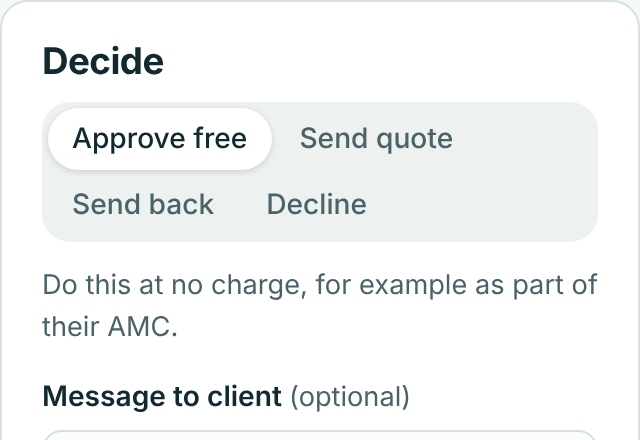 Decide
Approve free Send quote
Send back Decline
Do this at no charge, for example as part of
their AMC.
Message to client (optional)